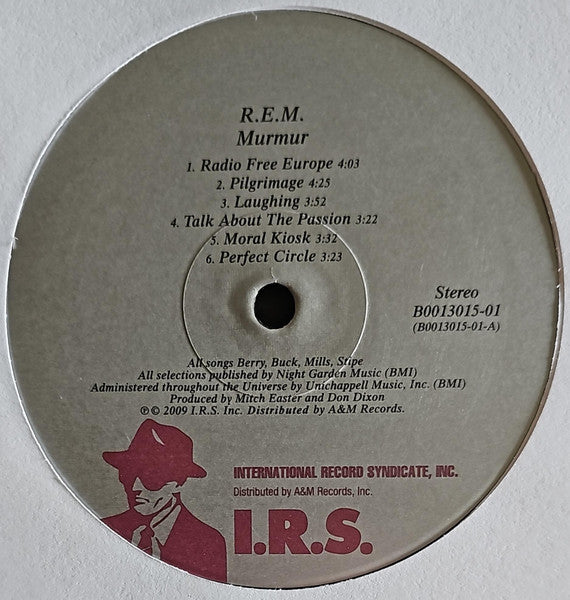 R.E.M.
Murmur
1. Radio Free Europe 4:03
2. Pilgrimage 4:25
3. Laughing 3:52
4. Talk About The Passion 3:22
5. Moral Kiosk 3:32
6. Perfect Circle 3:23
Stereo
B0013015-01
(B0013015-01-A)
All songs Berry, Buck, Mills, Stipe
All selections published by Night Garden Music (BMI)
Administered throughout the Universe by Unichappell Music, Inc. (BMI)
Produced by Mitch Easter and Don Dixon
℗ © 2009 I.R.S. Inc. Distributed by A&M Records.
INTERNATIONAL RECORD SYNDICATE, INC.
Distributed by A&M Records, Inc.
I.R.S.